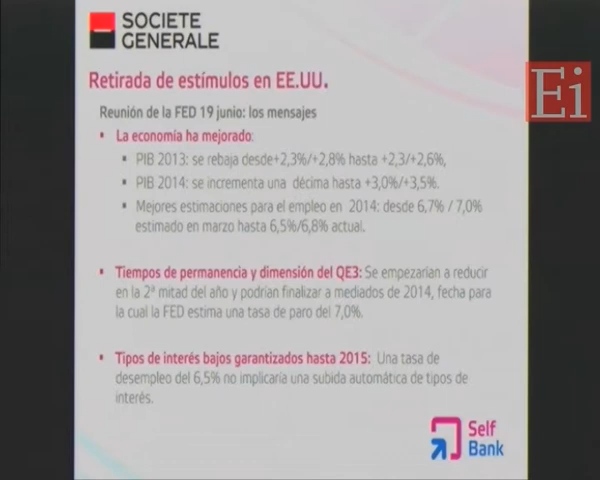 SOCIETE
GENERALE
Retirada de estímulos en EE.UU.
Ei
Reunión de la FED 19 junio: los mensajes
• La economía ha mejorado:
• PIB 2013: se rebaja desde+2,3%/+2,8% hasta +2,3/+2,6%,
• PIB 2014: se incrementa una décima hasta +3,0%/+3,5%.
• Mejores estimaciones para el empleo en 2014: desde 6,7% / 7,0%
estimado en marzo hasta 6,5%/6,8% actual.
• Tiempos de permanencia y dimensión del QE3: Se empezarían a reducir
en la 2ª mitad del año y podrían finalizar a mediados de 2014, fecha para
la cual la FED estima una tasa de paro del 7,0%.
• Tipos de interés bajos garantizados hasta 2015: Una tasa de
desempleo del 6,5% no implicaría una subida automática de tipos de
interés.
Self
Bank